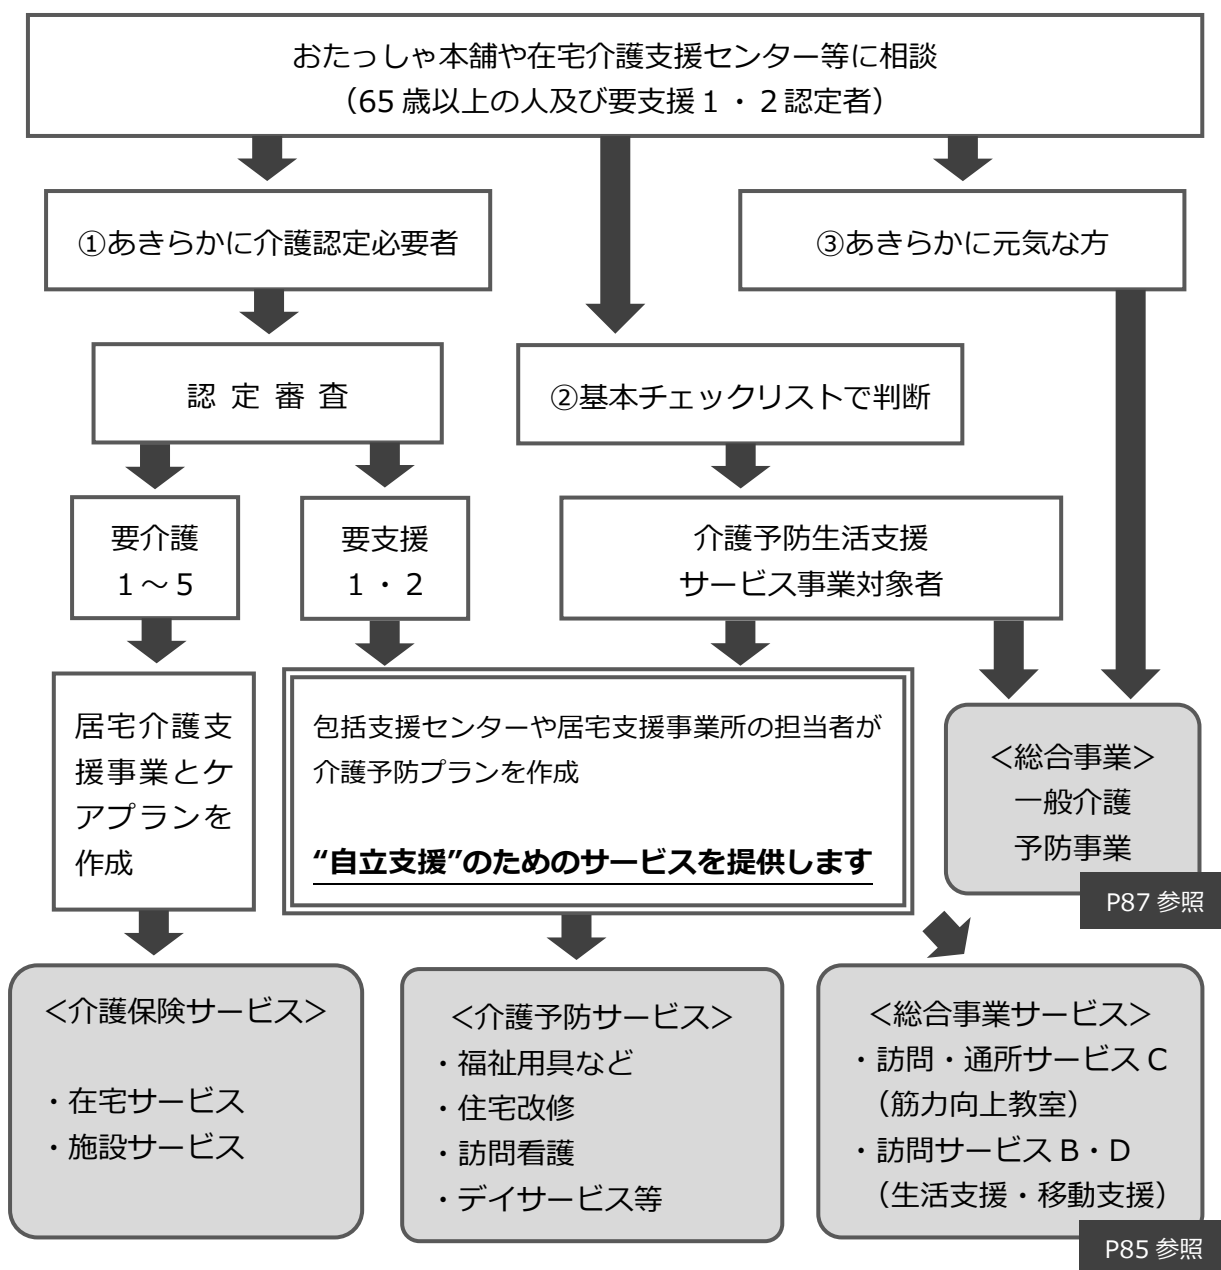 おたっしゃ本舗や在宅介護支援センター等に相談
（65 歳以上の人及び要支援１・２認定者）
①あきらかに介護認定必要者
③あきらかに元気な方
認 定 審 査
②基本チェックリストで判断
要介護
１～５
要支援
１・２
介護予防生活支援
サービス事業対象者
居宅介護支
援事業とケ
アプランを
作成
包括支援センターや居宅支援事業所の担当者が
介護予防プランを作成
“自立支援”のためのサービスを提供します
＜総合事業＞
一般介護
予防事業
P87 参照
＜介護保険サービス＞
・在宅サービス
・施設サービス
＜介護予防サービス＞
・福祉用具など
・住宅改修
・訪問看護
・デイサービス等
＜総合事業サービス＞
・訪問・通所サービス C
（筋力向上教室）
・訪問サービス B・D
（生活支援・移動支援）
P85 参照